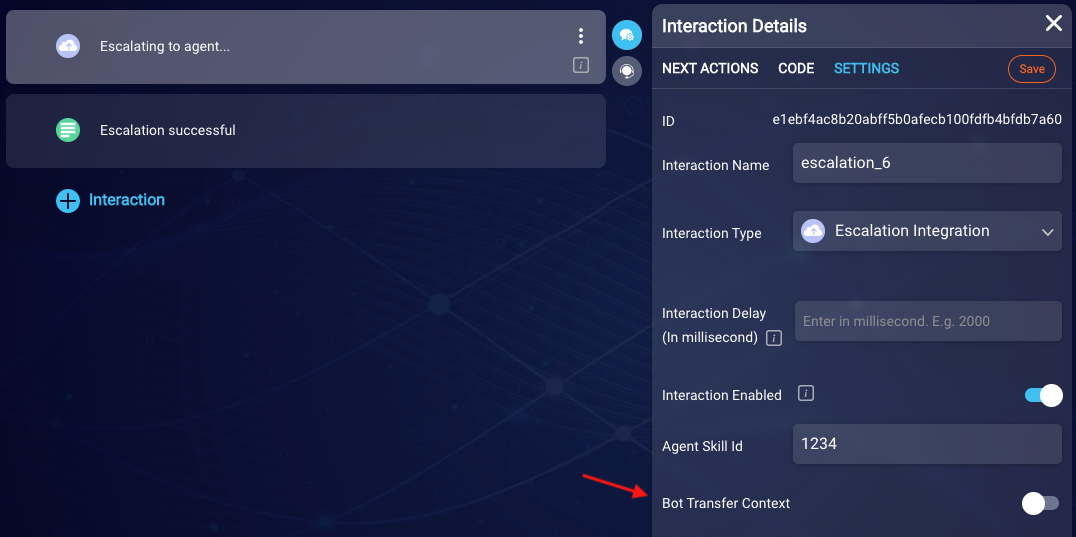 Escalating to agent...
i
Escalation successful
Interaction
Interaction Details
NEXT ACTIONS CODE SETTINGS Save
ID e1ebf4ac8b20abff5b0afecb100fdfb4bfdb7a60
Interaction Name escalation_6
Interaction Type Escalation Integration
Interaction Delay
(In millisecond) i Enter in millisecond. E.g. 2000
Interaction Enabled i
Agent Skill Id 1234
Bot Transfer Context